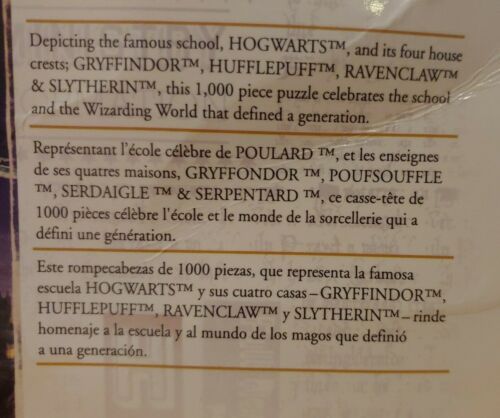 Depicting the famous school, HOGWARTS™, and its four house
crests; GRYFFINDOR™, HUFFLEPUFF™, RAVENCLAW™
& SLYTHERIN™, this 1,000 piece puzzle celebrates the school
and the Wizarding World that defined a generation.
Représentant l'école célèbre de POULARD ™, et les enseignes
de ses quatres maisons, GRYFFONDOR ™, POUFSOUFFLE
™, SERDAIGLE ™ & SERPENTARD ™, ce casse-tête de
1000 pièces célèbre l'école et le monde de la sorcellerie qui a
défini une génération.
Este rompecabezas de 1000 piezas, que representa la famosa
escuela HOGWARTS™ y sus cuatro casas – GRYFFINDOR™,
HUFFLEPUFF™, RAVENCLAW™ y SLYTHERIN™ – rinde
homenaje a la escuela y al mundo de los magos que definió
a una generación.